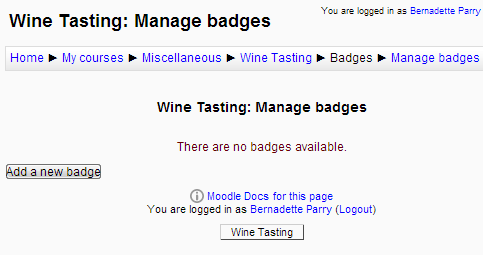 You are logged in as Bernadette Parry
Wine Tasting: Manage badges
Home ► My courses ► Miscellaneous ► Wine Tasting ► Badges ► Manage badges
Wine Tasting: Manage badges
There are no badges available.
Add a new badge
Moodle Docs for this page
You are logged in as Bernadette Parry (Logout)
Wine Tasting